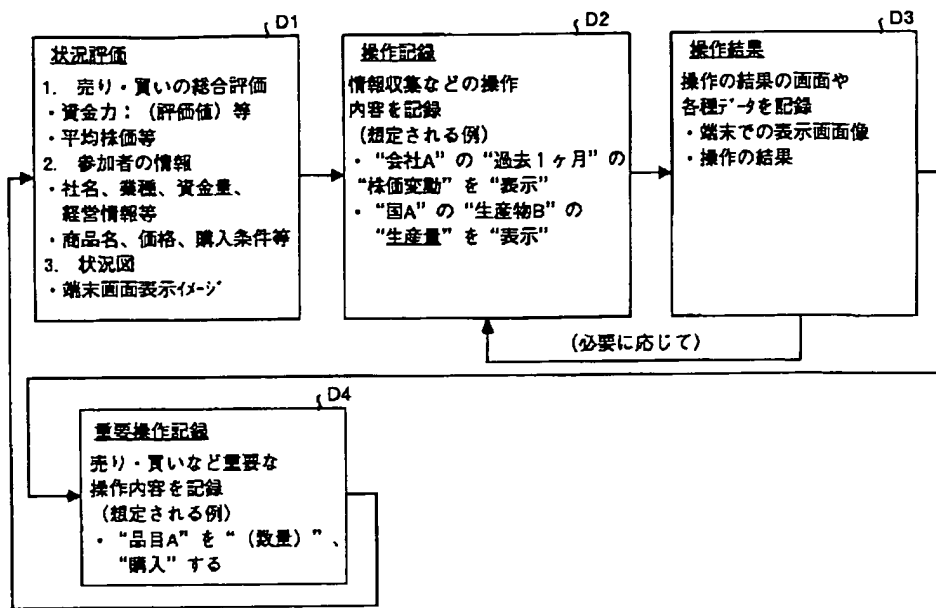 D1
状況評価
1. 売り・買いの総合評価
・資金力：（評価値）等
・平均株価等
2. 参加者の情報
・社名、業種、資金量、
経営情報等
・商品名、価格、購入条件等
3. 状況図
・端末画面表示ｲﾒｰｼﾞ
D2
操作記録
情報収集などの操作
内容を記録
（想定される例）
・“会社A”の“過去1ヶ月”の
“株価変動”を“表示”
・“国A”の“生産物B”の
“生産量”を“表示”
D3
操作結果
操作の結果の画面や
各種ﾃﾞｰﾀを記録
・端末での表示画面像
・操作の結果
（必要に応じて）
D4
重要操作記録
売り・買いなど重要な
操作内容を記録
（想定される例）
・“品目A”を“（数量）”、
“購入”する